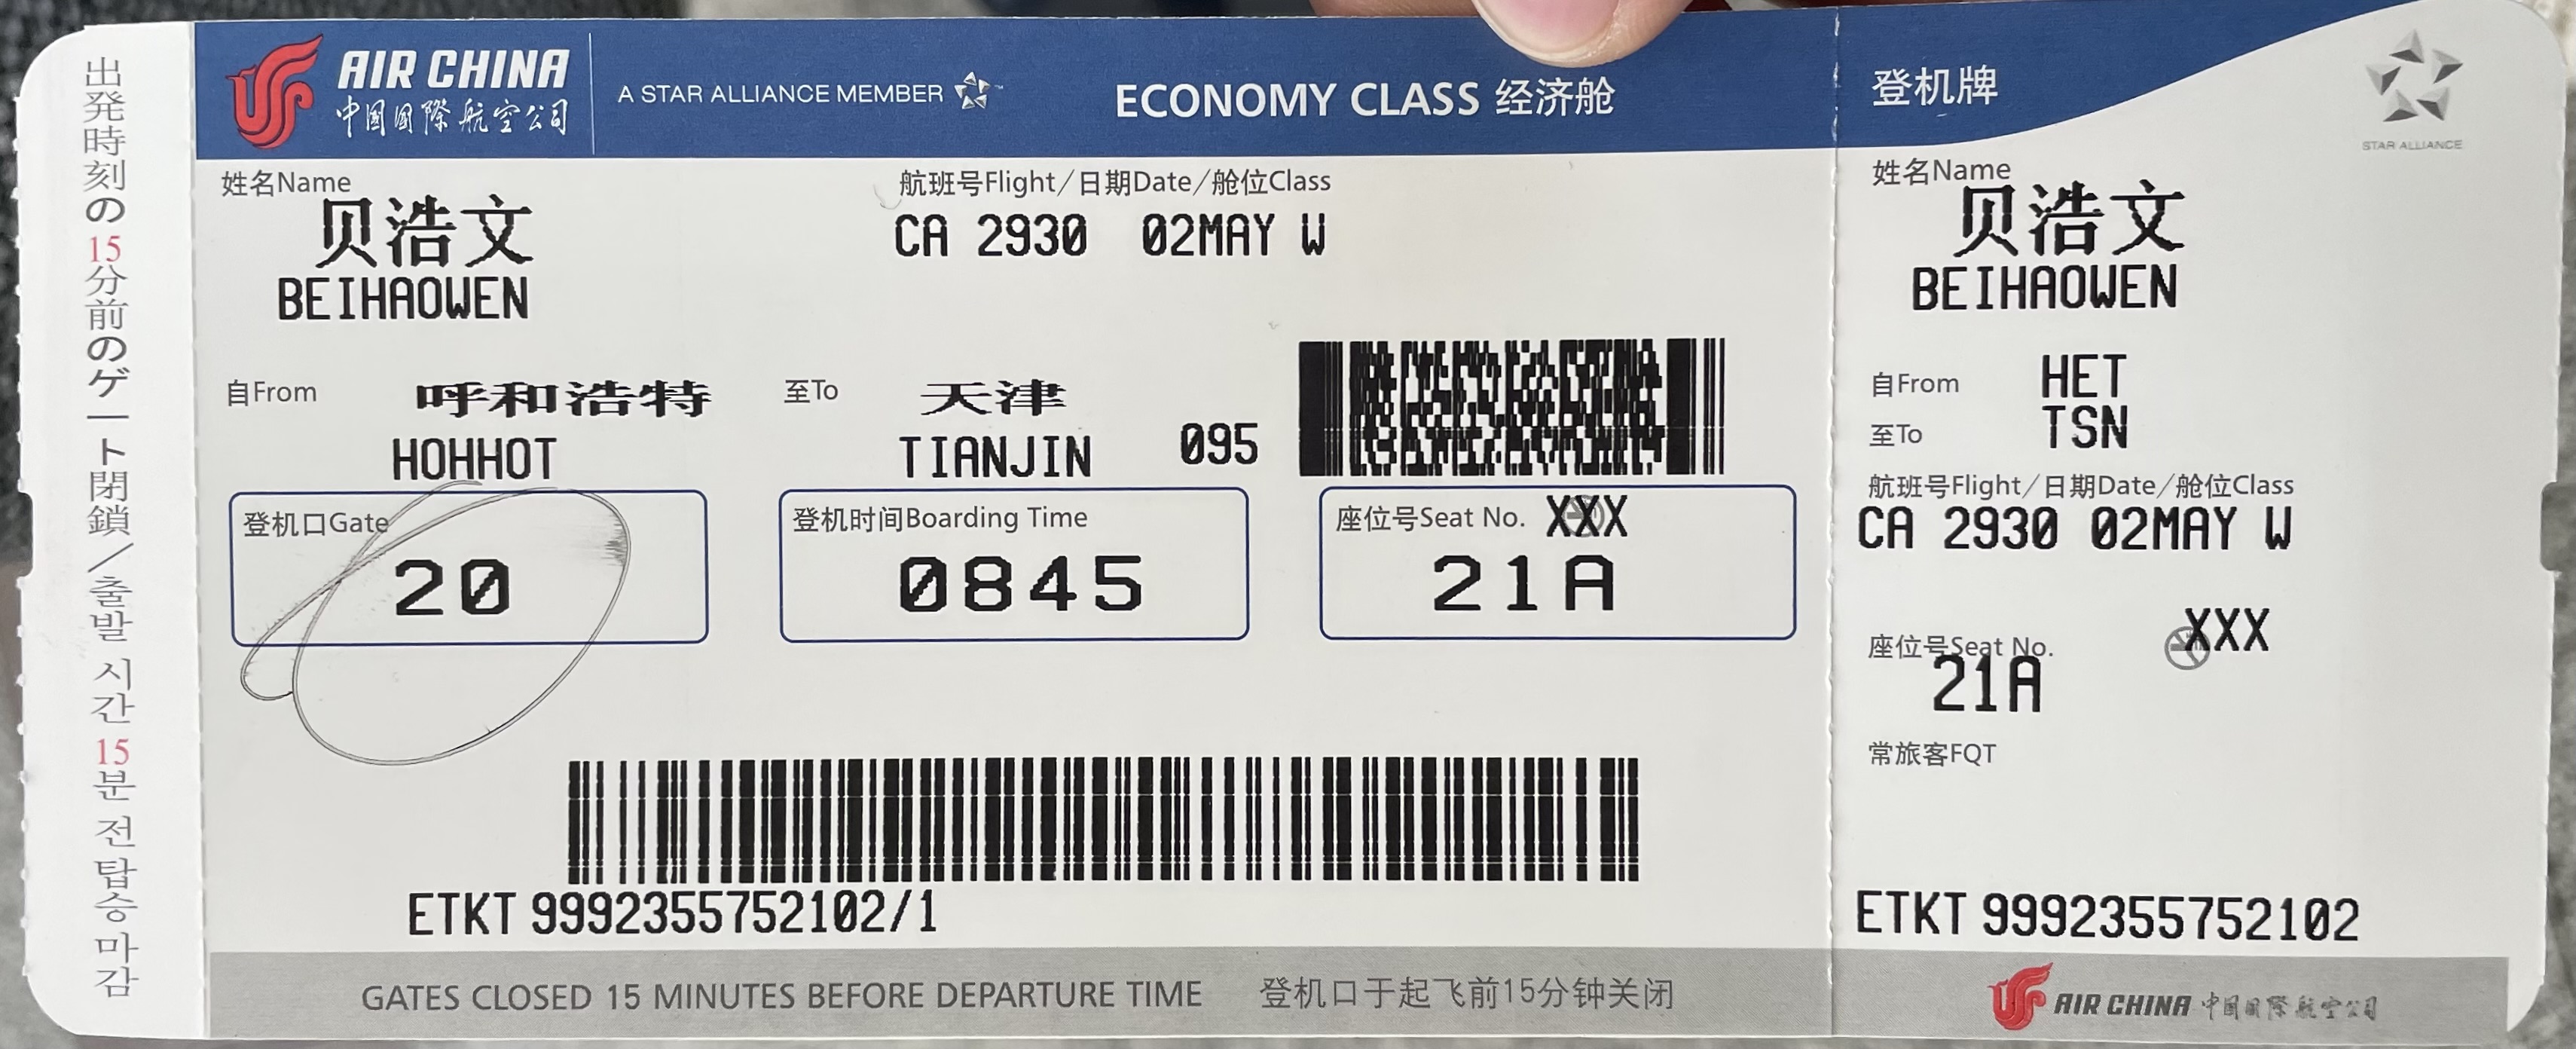 出発時刻の15分前のゲート閉鎖/출발 시간 15분 전 탑승 마감
AIR CHINA
中国国際航空公司
A STAR ALLIANCE MEMBER
ECONOMY CLASS 经济舱
登机牌
STAR ALLIANCE
姓名Name
贝浩文
BEIHAOWEN
航班号Flight/日期Date/舱位Class
CA 2930 02MAY W
自From 呼和浩特
HOHHOT
至To 天津
TIANJIN 095
登机口Gate
20
登机时间Boarding Time
0845
座位号Seat No. XXX
21A
ETKT 9992355752102/1
GATES CLOSED 15 MINUTES BEFORE DEPARTURE TIME 登机口于起飞前15分钟关闭
姓名Name
贝浩文
BEIHAOWEN
自From HET
至To TSN
航班号Flight/日期Date/舱位Class
CA 2930 02MAY W
座位号Seat No. XXX
21A
常旅客FQT
ETKT 9992355752102
AIR CHINA 中国国際航空公司